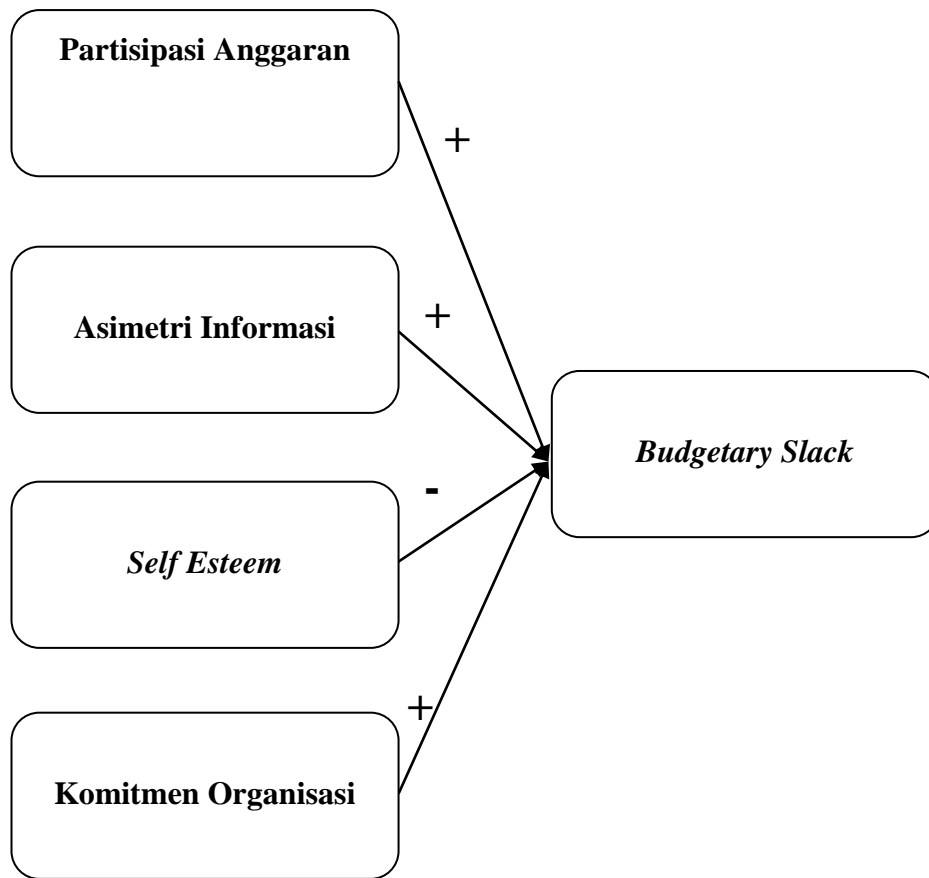 Partisipasi Anggaran
+
Asimetri Informasi
+
Budgetary Slack
-
Self Esteem
+
Komitmen Organisasi